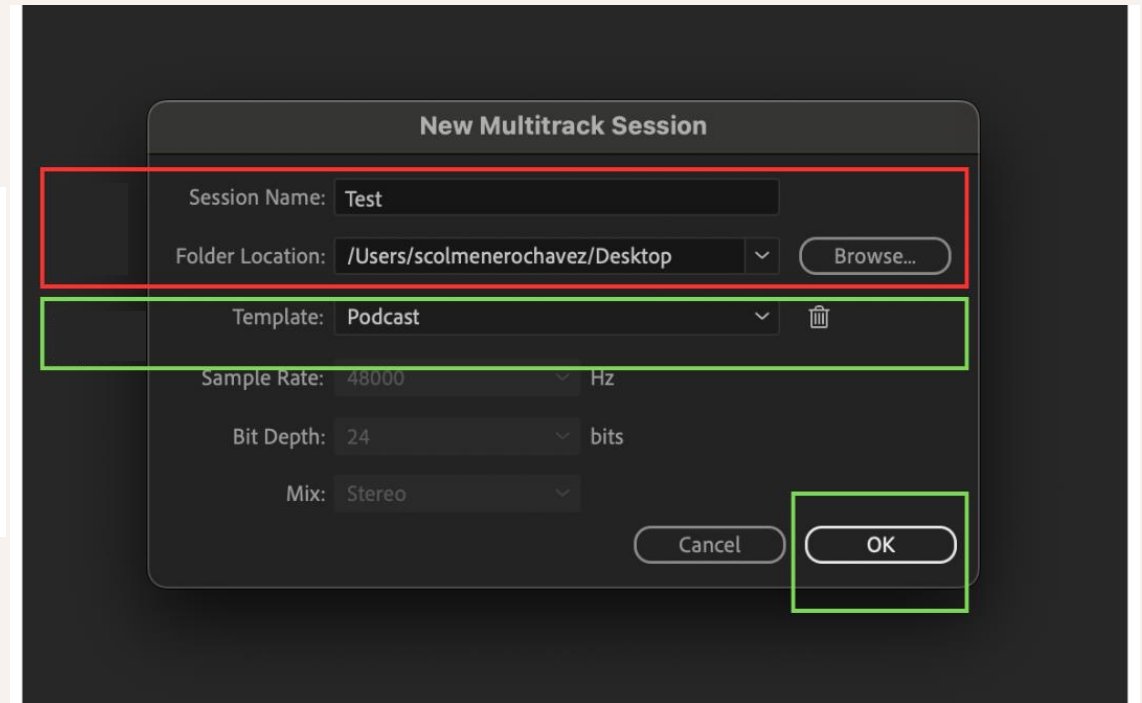 New Multitrack Session
Session Name: Test
Folder Location: /Users/scolmenerochavez/Desktop Browse...
Template: Podcast
Sample Rate: 48000 Hz
Bit Depth: 24 bits
Mix: Stereo
Cancel OK